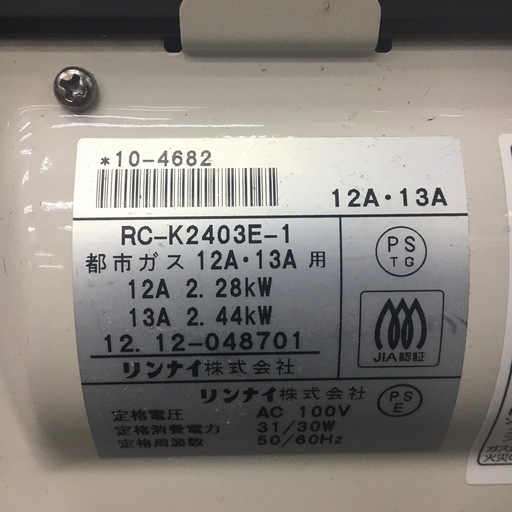 *10-4682
12A・13A
RC-K2403E-1
都市ガス 12A・13A 用
12A 2.28kW
13A 2.44kW
12.12-048701
リンナイ株式会社
PS
TG
JIA認証
リンナイ株式会社
定格電圧 AC 100V
定格消費電力 31/30W
定格周波数 50/60Hz
PS
E